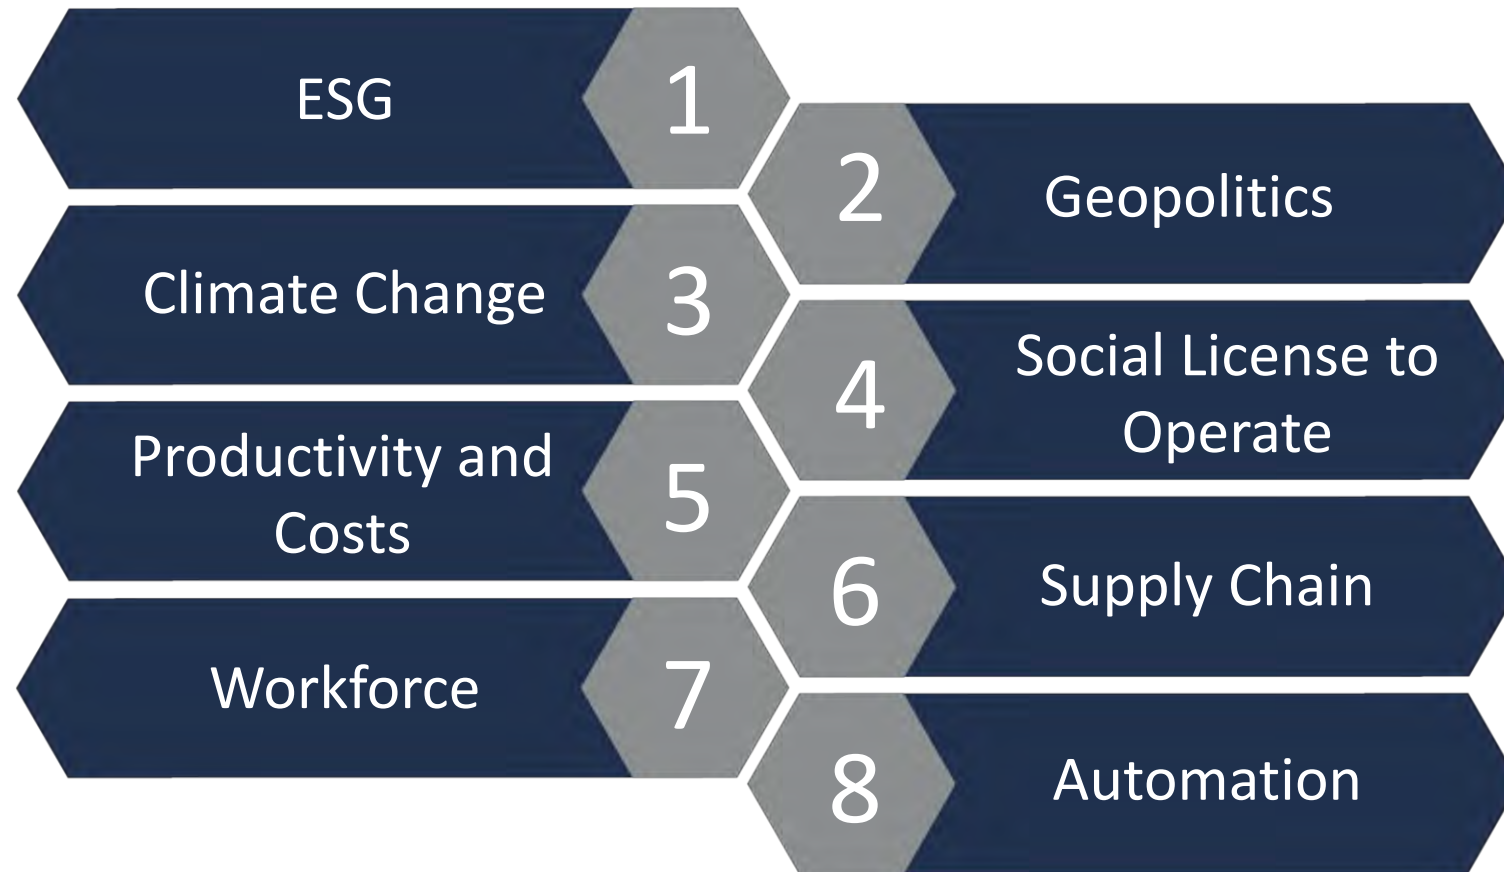 ESG
1
2
Geopolitics
Climate Change
3
4
Social License to
Operate
Productivity and
Costs
5
6
Supply Chain
Workforce
7
8
Automation